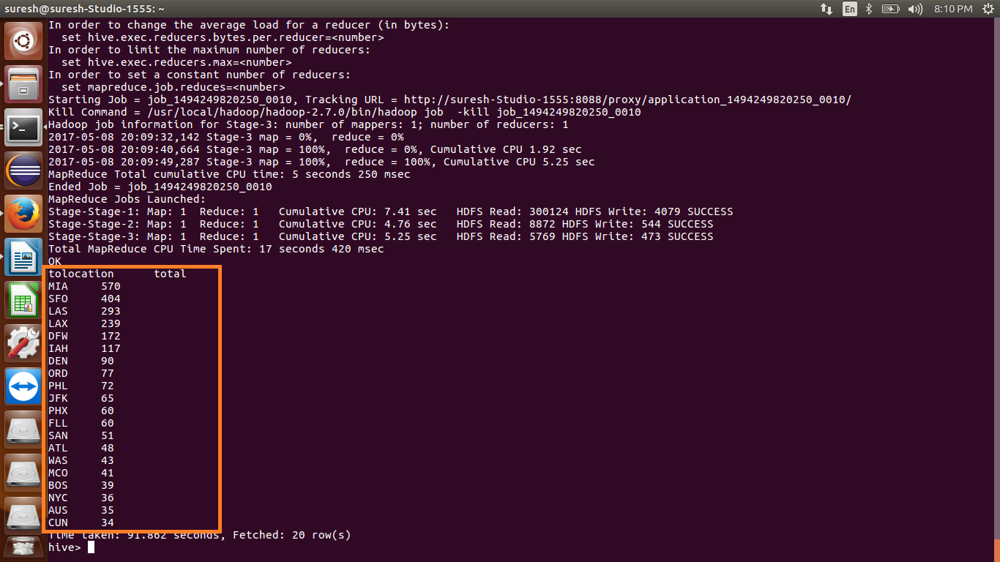 suresh@suresh-Studio-1555: ~
En
8:10 PM
In order to change the average load for a reducer (in bytes):
  set hive.exec.reducers.bytes.per.reducer=<number>
In order to limit the maximum number of reducers:
  set hive.exec.reducers.max=<number>
In order to set a constant number of reducers:
  set mapreduce.job.reduces=<number>
Starting Job = job_1494249820250_0010, Tracking URL = http://suresh-Studio-1555:8088/proxy/application_1494249820250_0010/
Kill Command = /usr/local/hadoop/hadoop-2.7.0/bin/hadoop job  -kill job_1494249820250_0010
Hadoop job information for Stage-3: number of mappers: 1; number of reducers: 1
2017-05-08 20:09:32,142 Stage-3 map = 0%,  reduce = 0%
2017-05-08 20:09:40,664 Stage-3 map = 100%,  reduce = 0%, Cumulative CPU 1.92 sec
2017-05-08 20:09:49,287 Stage-3 map = 100%,  reduce = 100%, Cumulative CPU 5.25 sec
MapReduce Total cumulative CPU time: 5 seconds 250 msec
Ended Job = job_1494249820250_0010
MapReduce Jobs Launched:
Stage-Stage-1: Map: 1  Reduce: 1   Cumulative CPU: 7.41 sec   HDFS Read: 300124 HDFS Write: 4079 SUCCESS
Stage-Stage-2: Map: 1  Reduce: 1   Cumulative CPU: 4.76 sec   HDFS Read: 8872 HDFS Write: 544 SUCCESS
Stage-Stage-3: Map: 1  Reduce: 1   Cumulative CPU: 5.25 sec   HDFS Read: 5769 HDFS Write: 473 SUCCESS
Total MapReduce CPU Time Spent: 17 seconds 420 msec
OK
tolocation      total
MIA     570
SFO     404
LAS     293
LAX     239
DFW     172
IAH     117
DEN     90
ORD     77
PHL     72
JFK     65
PHX     60
FLL     60
SAN     51
ATL     48
WAS     43
MCO     41
BOS     39
NYC     36
AUS     35
CUN     34
Time taken: 91.862 seconds, Fetched: 20 row(s)
hive>